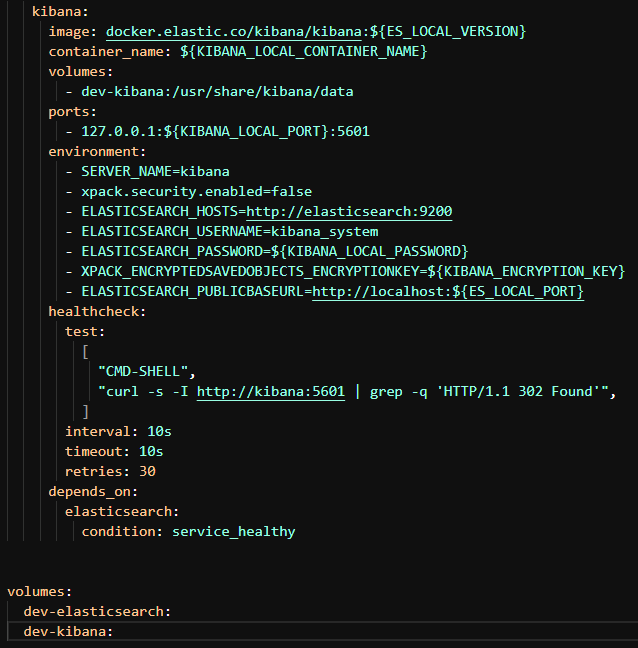 kibana:
image: docker.elastic.co/kibana/kibana:${ES_LOCAL_VERSION}
container_name: ${KIBANA_LOCAL_CONTAINER_NAME}
volumes:
- dev-kibana:/usr/share/kibana/data
ports:
- 127.0.0.1:${KIBANA_LOCAL_PORT}:5601
environment:
- SERVER_NAME=kibana
- xpack.security.enabled=false
- ELASTICSEARCH_HOSTS=http://elasticsearch:9200
- ELASTICSEARCH_USERNAME=kibana_system
- ELASTICSEARCH_PASSWORD=${KIBANA_LOCAL_PASSWORD}
- XPACK_ENCRYPTEDSAVEDOBJECTS_ENCRYPTIONKEY=${KIBANA_ENCRYPTION_KEY}
- ELASTICSEARCH_PUBLICBASEURL=http://localhost:${ES_LOCAL_PORT}
healthcheck:
test:
[
"CMD-SHELL",
"curl -s -I http://kibana:5601 | grep -q 'HTTP/1.1 302 Found'",
]
interval: 10s
timeout: 10s
retries: 30
depends_on:
elasticsearch:
condition: service_healthy
volumes:
dev-elasticsearch:
dev-kibana: